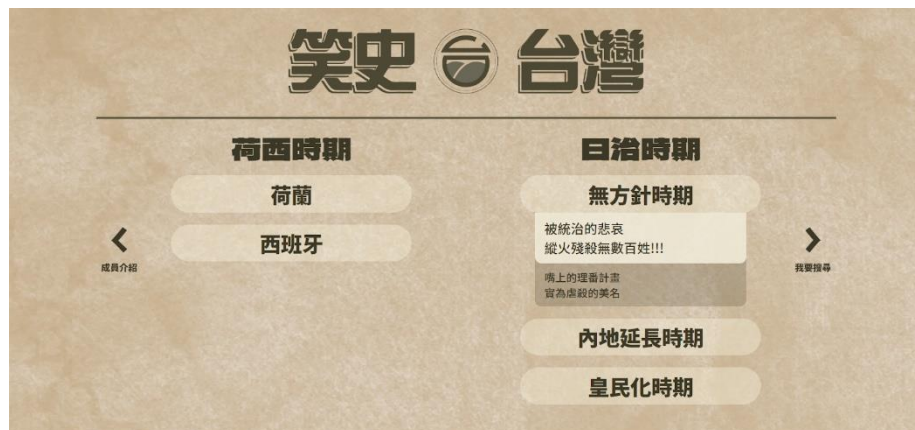 笑史 台 台灣
荷西時期
荷蘭
西班牙
日治時期
無方針時期
被統治的悲哀
縱火殘殺無數百姓!!!
嘴上的理番計畫
實為虐殺的美名
內地延長時期
皇民化時期
成員介紹
我要搜尋